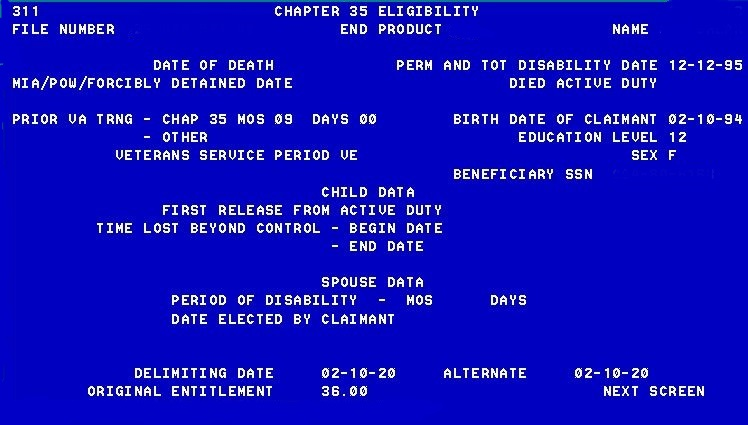 311 CHAPTER 35 ELIGIBILITY
FILE NUMBER END PRODUCT NAME
DATE OF DEATH PERM AND TOT DISABILITY DATE 12-12-95
MIA/POW/FORCIBLY DETAINED DATE DIED ACTIVE DUTY
PRIOR VA TRNG - CHAP 35 MOS 09 DAYS 00 BIRTH DATE OF CLAIMANT 02-10-94
- OTHER EDUCATION LEVEL 12
VETERANS SERVICE PERIOD VE SEX F
BENEFICIARY SSN
CHILD DATA
FIRST RELEASE FROM ACTIVE DUTY
TIME LOST BEYOND CONTROL - BEGIN DATE
- END DATE
SPOUSE DATA
PERIOD OF DISABILITY - MOS DAYS
DATE ELECTED BY CLAIMANT
DELIMITING DATE 02-10-20 ALTERNATE 02-10-20
ORIGINAL ENTITLEMENT 36.00 NEXT SCREEN